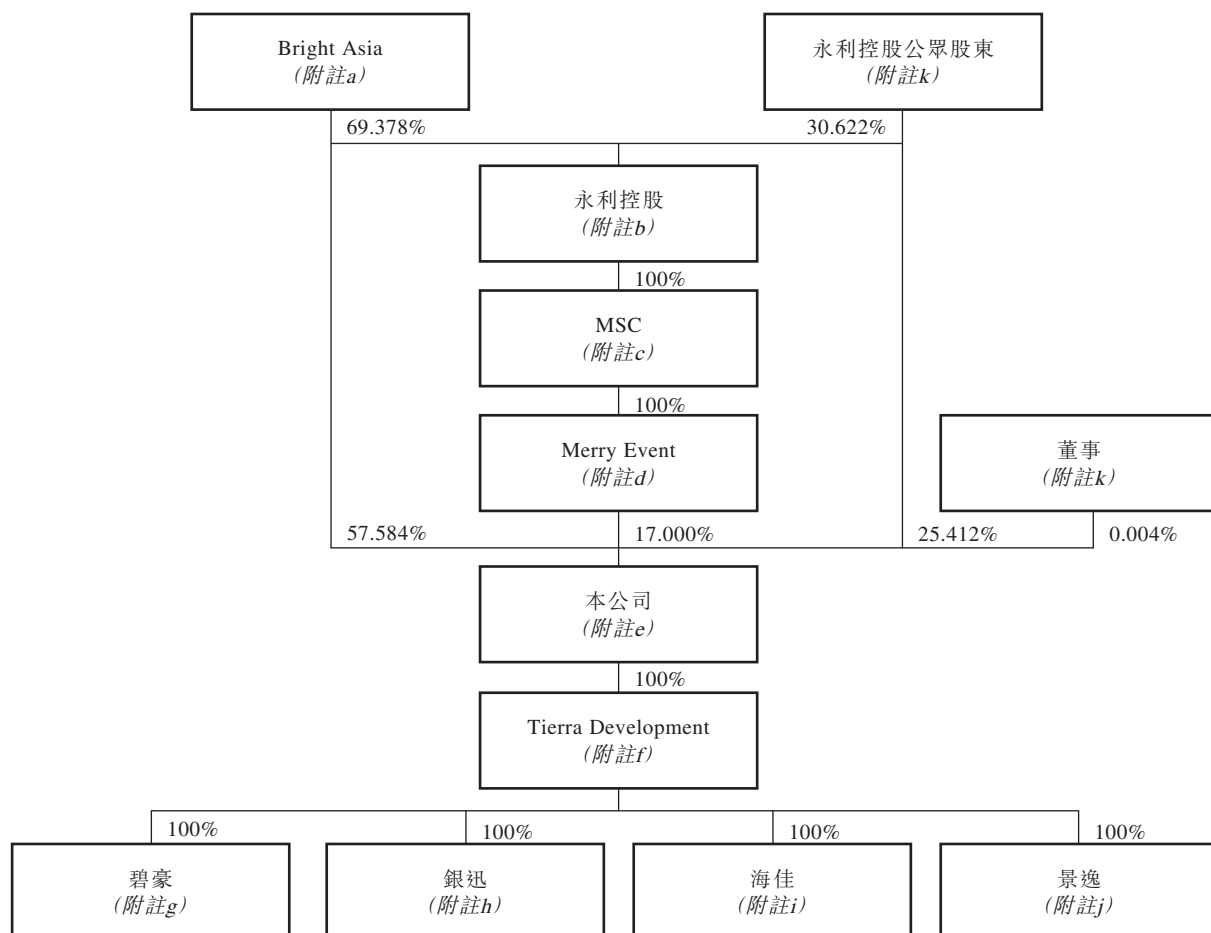 Bright Asia
(附註a)
永利控股公眾股東
(附註k)
69.378%
30.622%
永利控股
(附註b)
100%
MSC
(附註c)
100%
Merry Event
(附註d)
董事
(附註k)
57.584%
17.000%
25.412%
0.004%
本公司
(附註e)
100%
Tierra Development
(附註f)
100%
100%
100%
100%
碧豪
(附註g)
銀迅
(附註h)
海佳
(附註i)
景逸
(附註j)